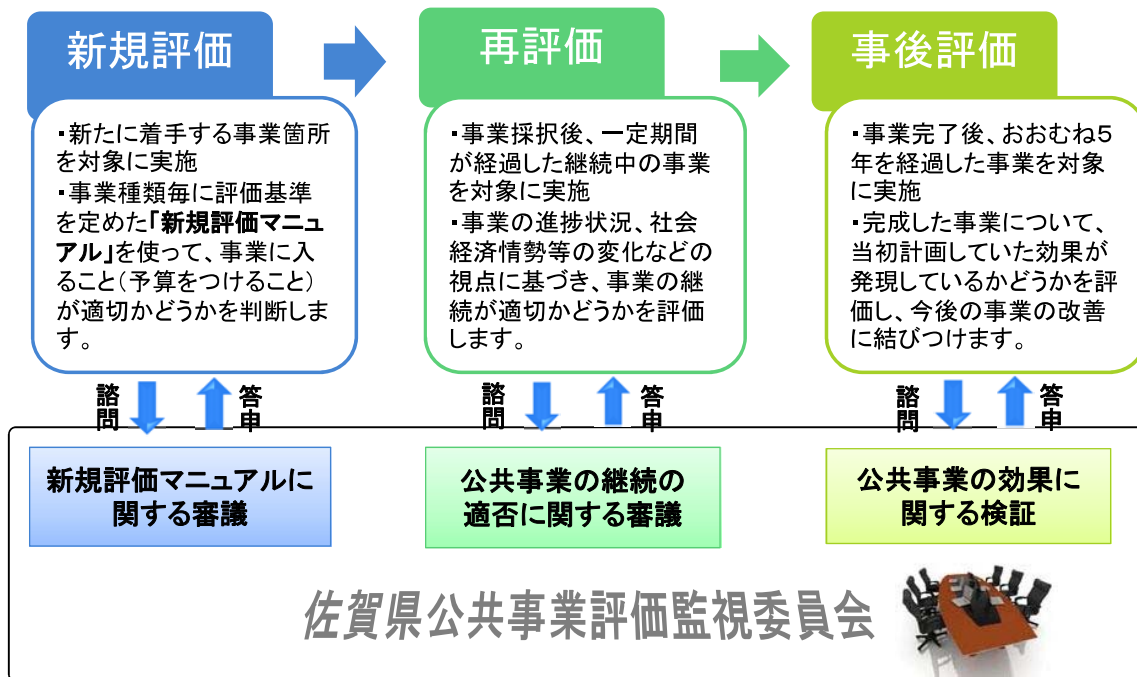 新規評価
・新たに着手する事業箇所
を対象に実施
・事業種類毎に評価基準
を定めた「新規評価マニュ
アル」を使って、事業に入
ること(予算をつけること)
が適切かどうかを判断しま
す。
再評価
・事業採択後、一定期間
が経過した継続中の事業
を対象に実施
・事業の進捗状況、社会
経済情勢等の変化などの
視点に基づき、事業の継
続が適切かどうかを評価
します。
事後評価
・事業完了後、おおむね5
年を経過した事業を対象
に実施
・完成した事業について、
当初計画していた効果が
発現しているかどうかを評
価し、今後の事業の改善
に結びつけます。
諮問
答申
諮問
答申
諮問
答申
新規評価マニュアルに
関する審議
公共事業の継続の
適否に関する審議
公共事業の効果に
関する検証
佐賀県公共事業評価監視委員会